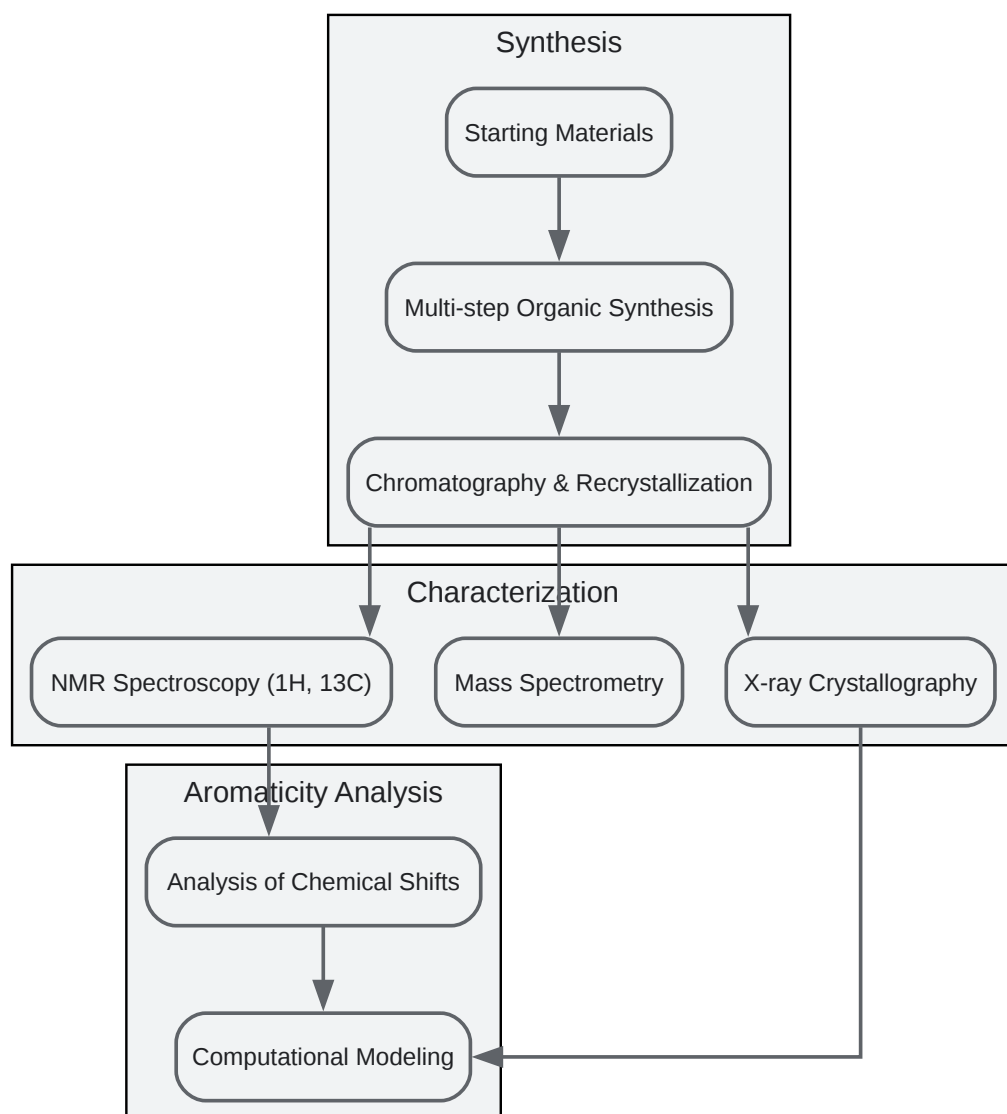 Synthesis
Starting Materials
Multi-step Organic Synthesis
Chromatography & Recrystallization
Characterization
NMR Spectroscopy (1H, 13C)
Mass Spectrometry
X-ray Crystallography
Aromaticity Analysis
Analysis of Chemical Shifts
Computational Modeling